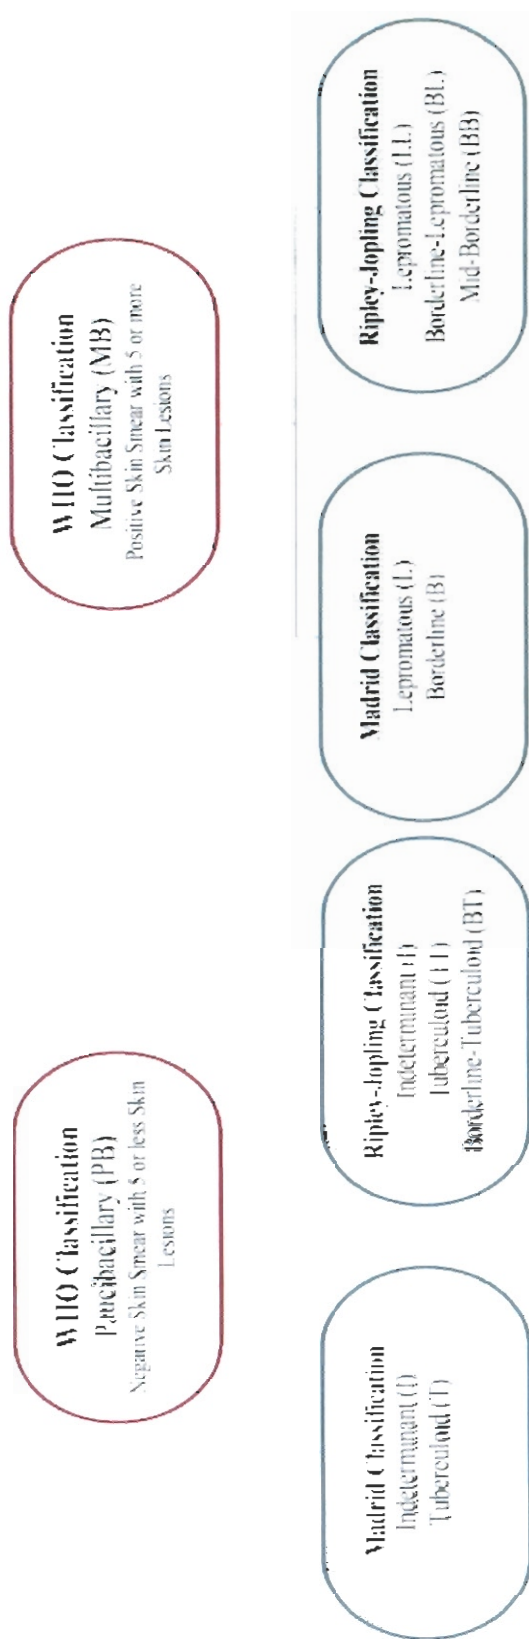 WHO Classification
Paucibacillary (PB)
Negative Skin Smear with 5 or less Skin
Lesions
WHO Classification
Multibacillary (MB)
Positive Skin Smear with 5 or more
Skin Lesions
Madrid Classification
Indeterminant (I)
Tuberculoid (T)
Ripley-Jopling Classification
Indeterminant (I)
Tuberculoid (TT)
Borderline-Tuberculoid (BT)
Madrid Classification
Lepromatous (L)
Borderline (B)
Ripley-Jopling Classification
Lepromatous (LL)
Borderline-Lepromatous (BL)
Mid-Borderline (BB)